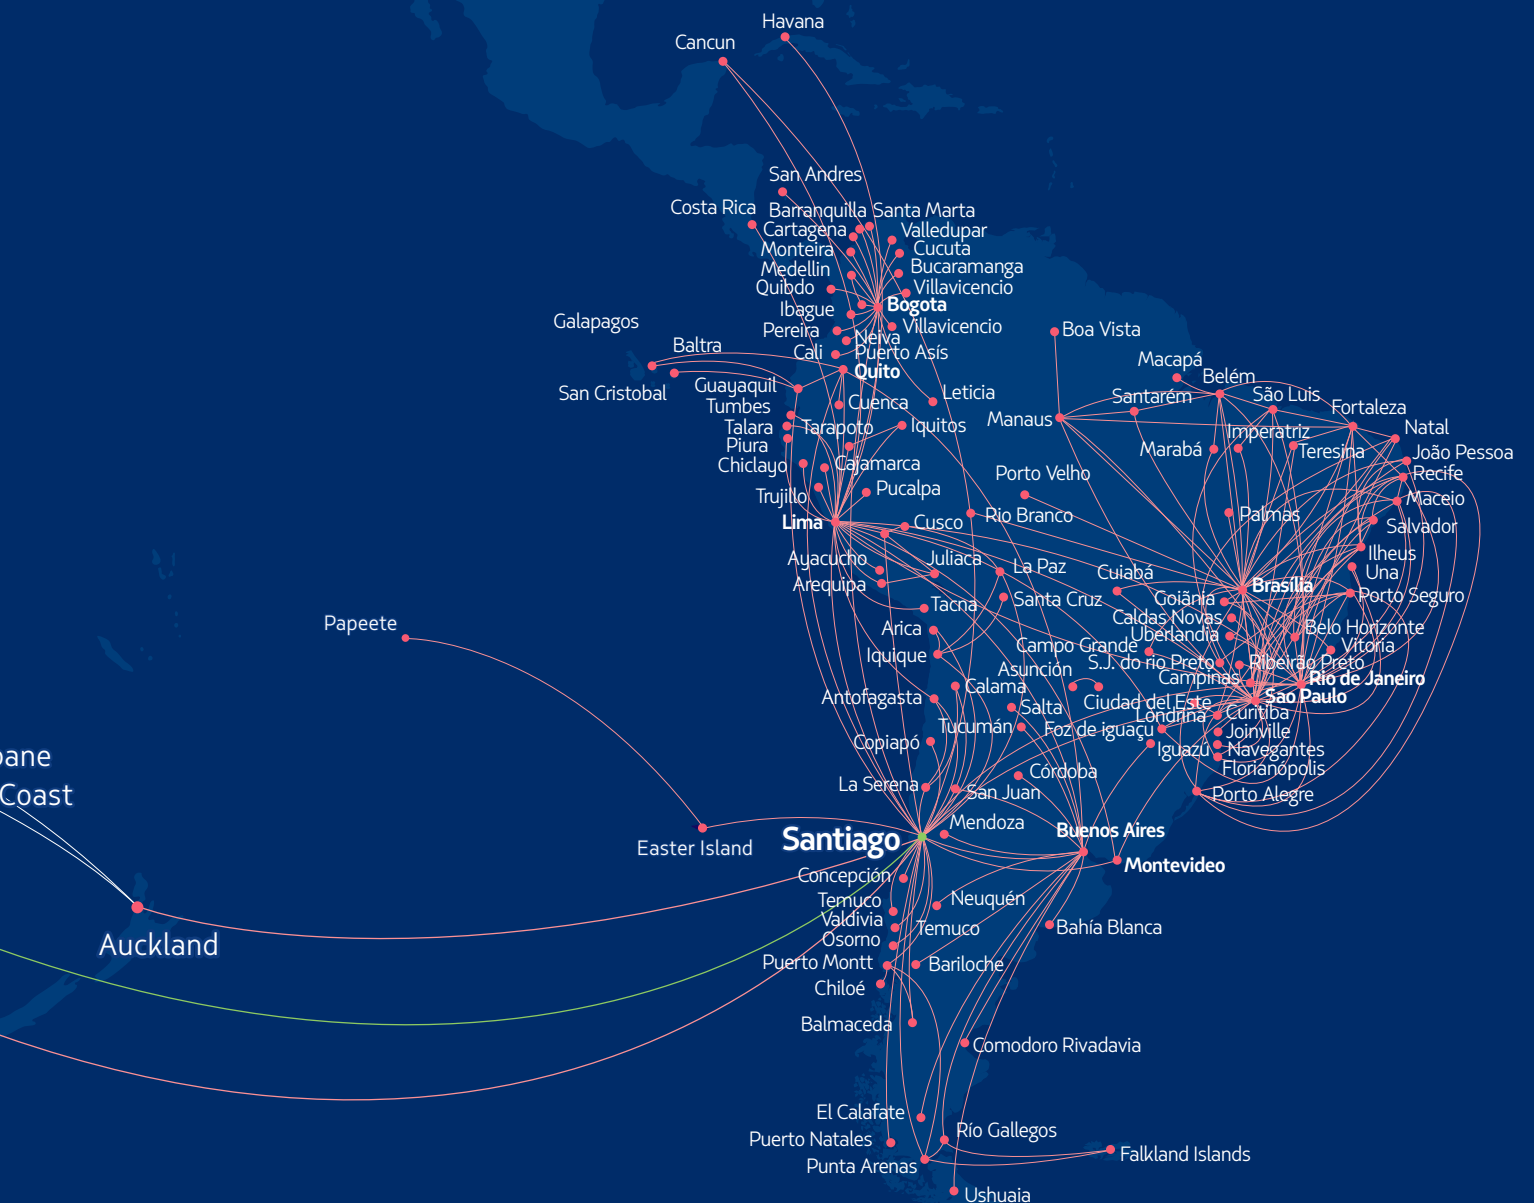 Havana
Cancun
San Andres
Costa Rica
Barranquilla
Santa Marta
Cartagena
Valledupar
Monteira
Cucuta
Medellin
Bucaramanga
Quibdo
Villavicencio
Ibague
Bogota
Galapagos
Pereira
Villavicencio
Boa Vista
Neiva
Baltra
Cali
Puerto Asís
Macapá
Quito
Belém
San Cristobal
Guayaquil
Leticia
Santarém
São Luis
Tumbes
Cuenca
Fortaleza
Talara
Tarapoto
Iquitos
Manaus
Natal
Imperatriz
Piura
Marabá
Teresina
João Pessoa
Chiclayo
Cajamarca
Porto Velho
Recife
Trujillo
Pucalpa
Maceio
Lima
Cusco
Rio Branco
Palmas
Salvador
Ayacucho
Juliaca
La Paz
Ilheus
Cuiabá
Una
Arequipa
Brasília
Tacna
Santa Cruz
Goiãnia
Porto Seguro
Papeete
Arica
Caldas Novas
Uberlandia
Belo Horizonte
Iquique
Campo Grande
Vitoria
Asunción
S.J. do rio Preto
Ribeirão Preto
Calama
Campinas
Rio de Janeiro
Antofagasta
Sao Paulo
Salta
Ciudad del Este
Tucumán
Londrina
Curitiba
Copiapó
Foz de iguaçu
Joinville
Iguazú
Navegantes
pane
Florianópolis
Córdoba
La Serena
San Juan
Porto Alegre
Coast
Mendoza
Buenos Aires
Santiago
Easter Island
Montevideo
Concepción
Temuco
Neuquén
Valdivia
Temuco
Bahía Blanca
Osorno
Auckland
Puerto Montt
Bariloche
Chiloé
Balmaceda
Comodoro Rivadavia
El Calafate
Río Gallegos
Puerto Natales
Falkland Islands
Punta Arenas
Ushuaia